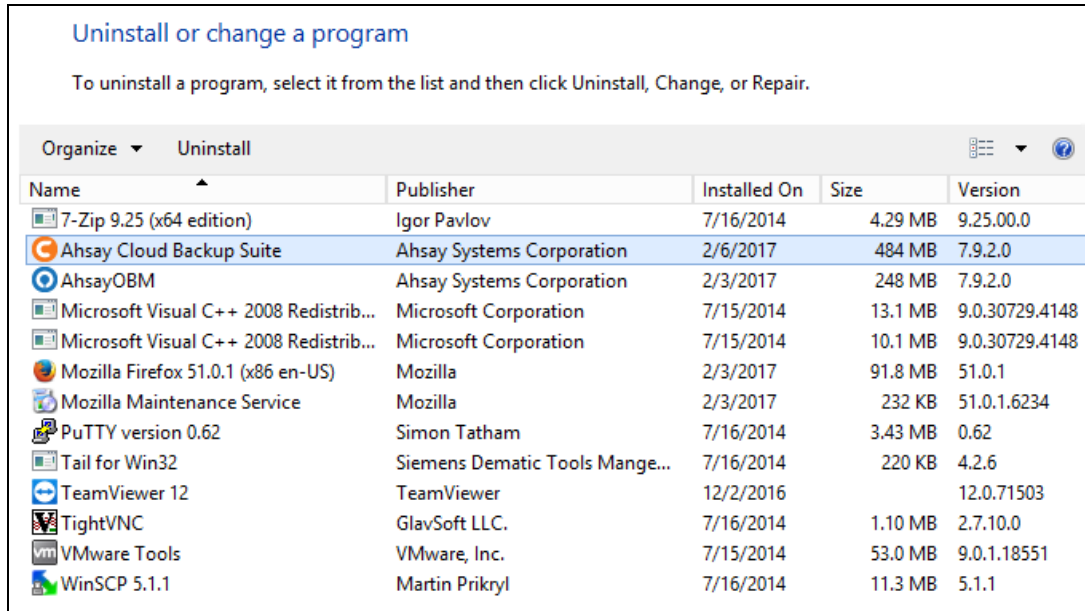 Uninstall or change a program
To uninstall a program, select it from the list and then click Uninstall, Change, or Repair.
Organize Uninstall
Name Publisher Installed On Size Version
7-Zip 9.25 (x64 edition) Igor Pavlov 7/16/2014 4.29 MB 9.25.00.0
Ahsay Cloud Backup Suite Ahsay Systems Corporation 2/6/2017 484 MB 7.9.2.0
AhsayOBM Ahsay Systems Corporation 2/3/2017 248 MB 7.9.2.0
Microsoft Visual C++ 2008 Redistrib... Microsoft Corporation 7/15/2014 13.1 MB 9.0.30729.4148
Microsoft Visual C++ 2008 Redistrib... Microsoft Corporation 7/15/2014 10.1 MB 9.0.30729.4148
Mozilla Firefox 51.0.1 (x86 en-US) Mozilla 2/3/2017 91.8 MB 51.0.1
Mozilla Maintenance Service Mozilla 2/3/2017 232 KB 51.0.1.6234
PuTTY version 0.62 Simon Tatham 7/16/2014 3.43 MB 0.62
Tail for Win32 Siemens Dematic Tools Mange... 7/16/2014 220 KB 4.2.6
TeamViewer 12 TeamViewer 12/2/2016 12.0.71503
TightVNC GlavSoft LLC. 7/16/2014 1.10 MB 2.7.10.0
vm VMware Tools VMware, Inc. 7/15/2014 53.0 MB 9.0.1.18551
WinSCP 5.1.1 Martin Prikryl 7/16/2014 11.3 MB 5.1.1